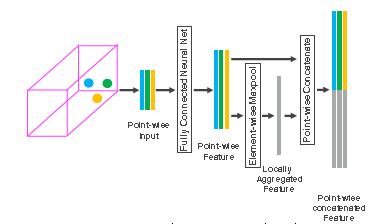 Point-wise
Input
Fully Connected Neural Net
Point-wise
Feature
Element-wise Maxpool
Locally
Aggregated
Feature
Point-wise Concatenate
Point-wise
concatenated
Feature